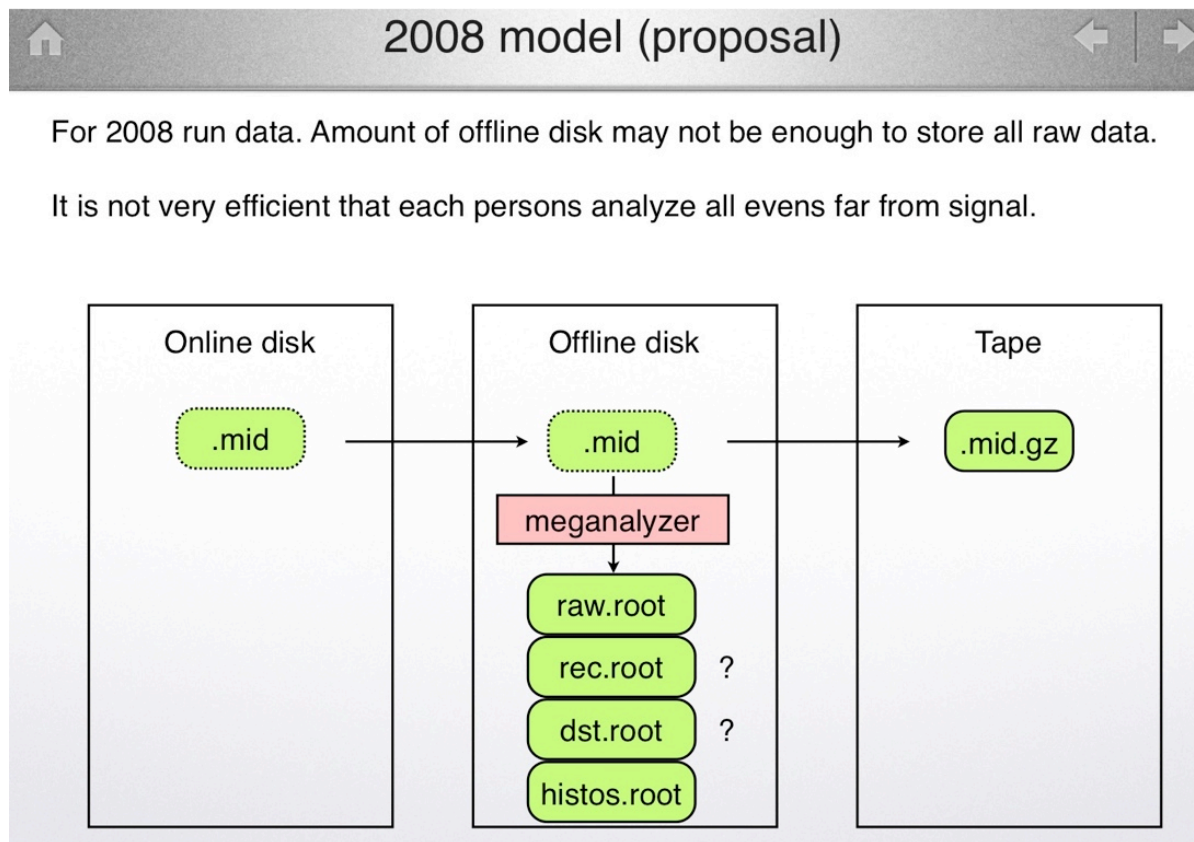 2008 model (proposal)
For 2008 run data. Amount of offline disk may not be enough to store all raw data.
It is not very efficient that each persons analyze all evens far from signal.
Online disk
Offline disk
Tape
.mid
.mid
.mid.gz
meganalyzer
raw.root
rec.root ?
dst.root ?
histos.root